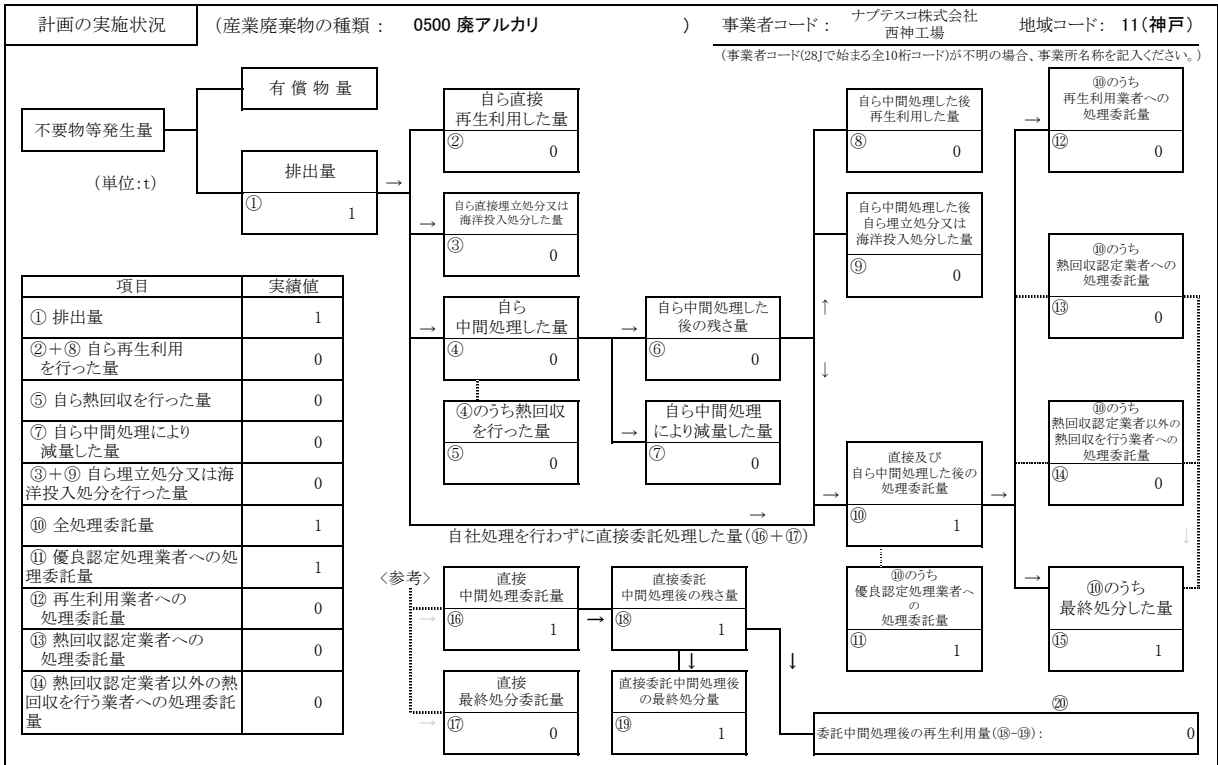 計画の実施状況 (産業廃棄物の種類: 0500 廃アルカリ ) 事業者コード: ナブテスコ株式会社 地域コード: 11(神戸)
西神工場
(事業者コード(28Jで始まる全10桁コード)が不明の場合、事業所名称を記入ください。)
不要物等発生量
(単位:t)
有償物量
排出量
→
① 1
自ら直接
再生利用した量
② 0
→
自ら直接埋立処分又は
海洋投入処分した量
③ 0
→
自ら
中間処理した量
④ 0
④のうち熱回収
を行った量
⑤ 0
→
自ら中間処理した
後の残さ量
⑥ 0
→
自ら中間処理
により減量した量
⑦ 0
自ら中間処理した後
再生利用した量
⑧ 0
自ら中間処理した後
自ら埋立処分又は
海洋投入処分した量
⑨ 0
↑
↓
→
直接及び
自ら中間処理した後の
処理委託量
⑩ 1
→
⑩のうち
優良認定処理業者へ
の
処理委託量
⑪ 1
→
⑩のうち
再生利用業者への
処理委託量
⑫ 0
⑩のうち
熱回収認定業者への
処理委託量
⑬ 0
⑩のうち
熱回収認定業者以外の
熱回収を行う業者への
処理委託量
⑭ 0
↓
→
⑩のうち
最終処分した量
⑮ 1
→
自社処理を行わずに直接委託処理した量(⑯+⑰)
<参考>
→
直接
中間処理委託量
⑯ 1
→
直接委託
中間処理後の残さ量
⑱ 1
↓
↓
→
直接
最終処分委託量
⑰ 0
直接委託中間処理後
の最終処分量
⑲ 1
⑳
委託中間処理後の再生利用量(⑱-⑲): 0
項目 実績値
① 排出量 1
②+⑧ 自ら再生利用
を行った量 0
⑤ 自ら熱回収を行った量 0
⑦ 自ら中間処理により
減量した量 0
③+⑨ 自ら埋立処分又は海
洋投入処分を行った量 0
⑩ 全処理委託量 1
⑪ 優良認定処理業者への処
理委託量 1
⑫ 再生利用業者への
処理委託量 0
⑬ 熱回収認定業者への
処理委託量 0
⑭ 熱回収認定業者以外の熱
回収を行う業者への処理委託
量 0